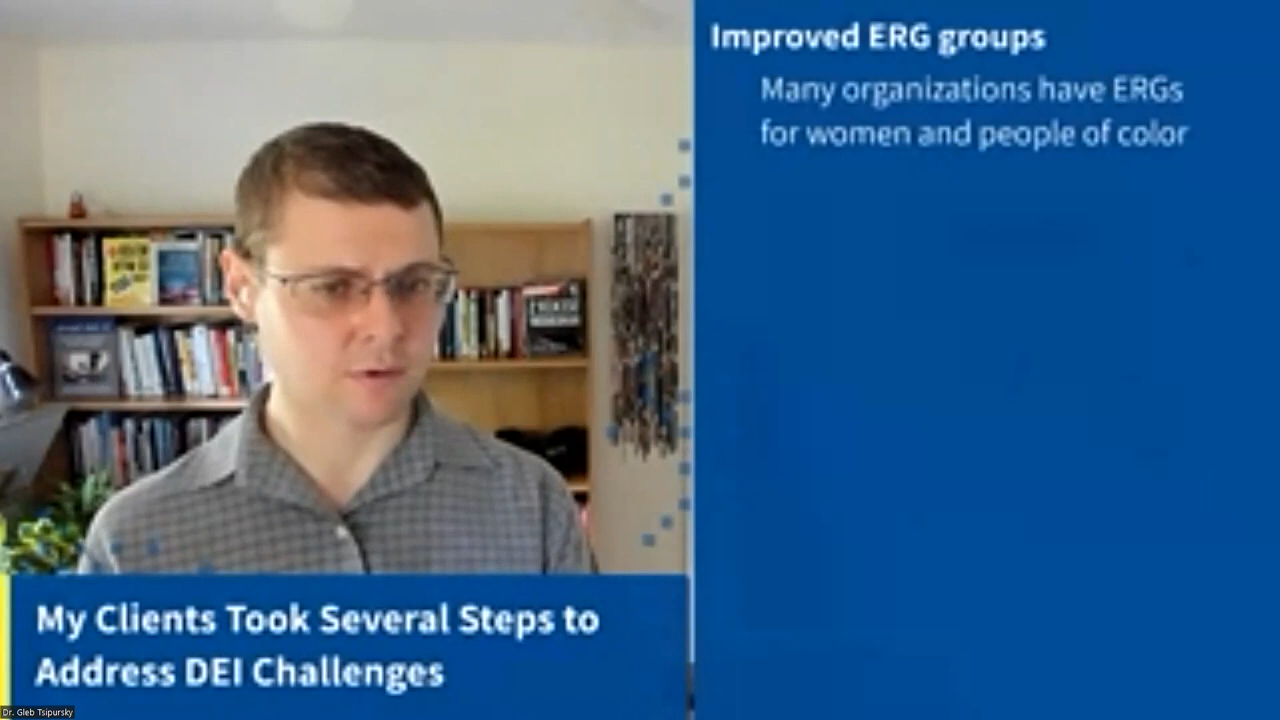 Improved ERG groups
Many organizations have ERGs
for women and people of color
My Clients Took Several Steps to
Address DEI Challenges
Dr. Gleb Tsipursky